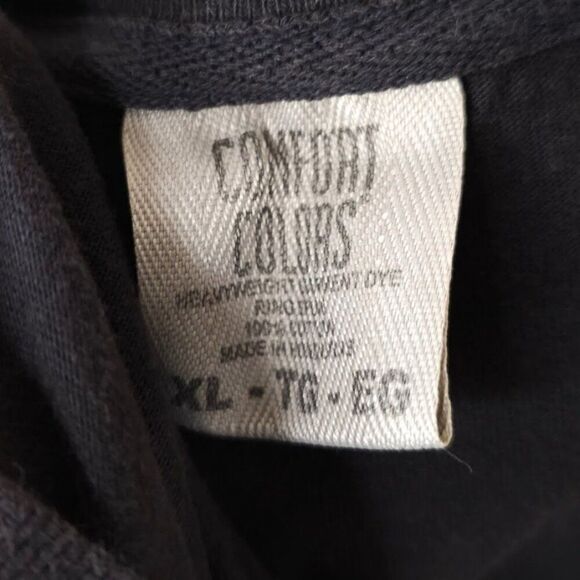 COMFORT
COLORS
HEAVYWEIGHT GARMENT DYE
RING SPUN
100% COTTON
MADE IN HONDURAS
XL - TG - EG